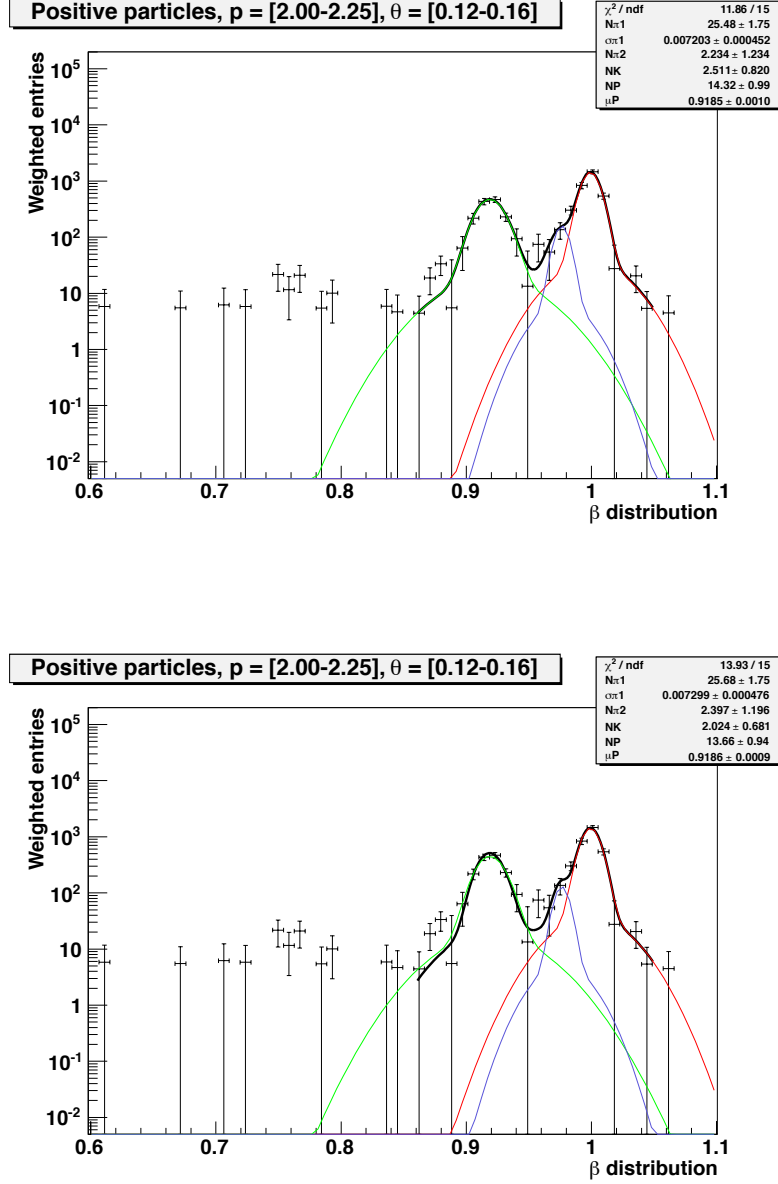 Positive particles, p = [2.00-2.25], θ = [0.12-0.16]
χ² / ndf 11.86 / 15
Nπ1 25.48 ± 1.75
σπ1 0.007203 ± 0.000452
Nπ2 2.234 ± 1.234
NK 2.511± 0.820
NP 14.32 ± 0.99
μP 0.9185 ± 0.0010
Weighted entries
10⁵
10⁴
10³
10²
10
1
10⁻¹
10⁻²
0.6 0.7 0.8 0.9 1 1.1
β distribution
Positive particles, p = [2.00-2.25], θ = [0.12-0.16]
χ² / ndf 13.93 / 15
Nπ1 25.68 ± 1.75
σπ1 0.007299 ± 0.000476
Nπ2 2.397 ± 1.196
NK 2.024 ± 0.681
NP 13.66 ± 0.94
μP 0.9186 ± 0.0009
Weighted entries
10⁵
10⁴
10³
10²
10
1
10⁻¹
10⁻²
0.6 0.7 0.8 0.9 1 1.1
β distribution